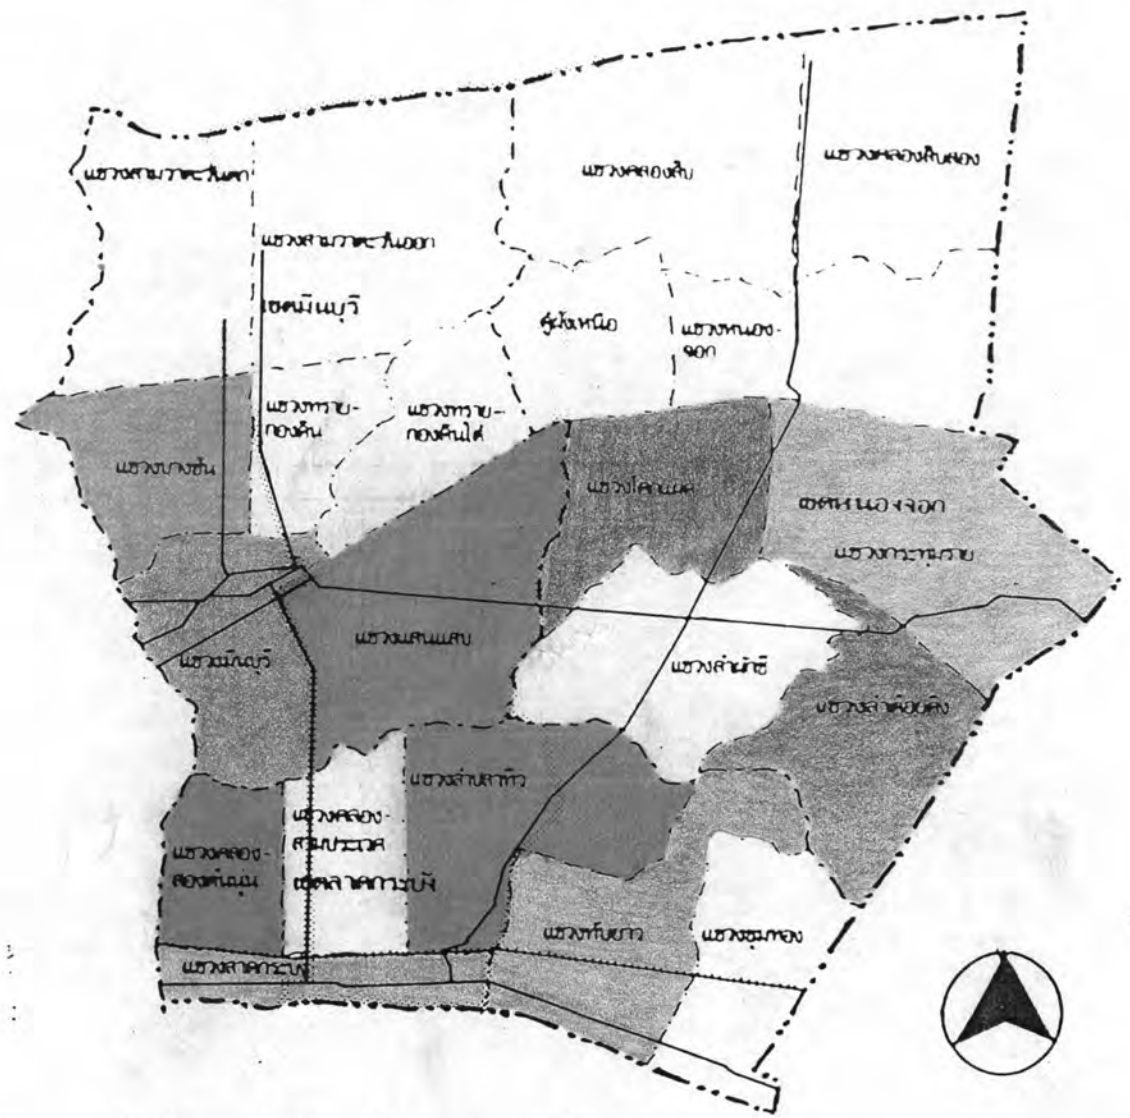 แขวงคลองสิบสอง
แขวงคลองสิบ
แขวงสามวาตะวันตก
แขวงสามวาตะวันออก
เขตมีนบุรี
คู้ฝั่งเหนือ
แขวงหนอง-
จอก
แขวงทราย-
กองดิน
แขวงทราย-
กองดินใต้
แขวงบางชัน
แขวงโคกแฝด
เขตหนองจอก
แขวงกระทุ่มราย
แขวงแสนแสบ
แขวงมีนบุรี
แขวงลำผักชี
แขวงลำต้อยติ่ง
แขวงลำปลาทิว
แขวงคลอง-
สามประเวศ
แขวงคลอง-
สองต้นนุ่น
เขตลาดกระบัง
แขวงทับยาว
แขวงขุมทอง
แขวงลาดกระบัง